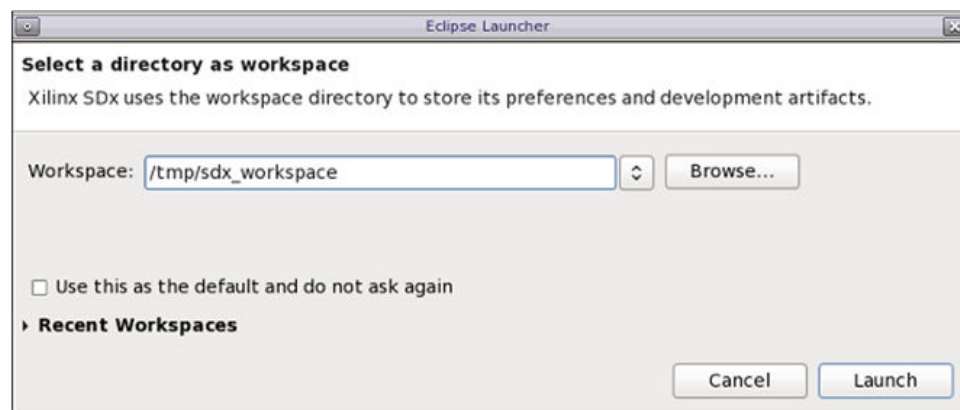 Eclipse Launcher
Select a directory as workspace
Xilinx SDx uses the workspace directory to store its preferences and development artifacts.
Workspace: /tmp/sdx_workspace Browse...
Use this as the default and do not ask again
Recent Workspaces
Cancel Launch